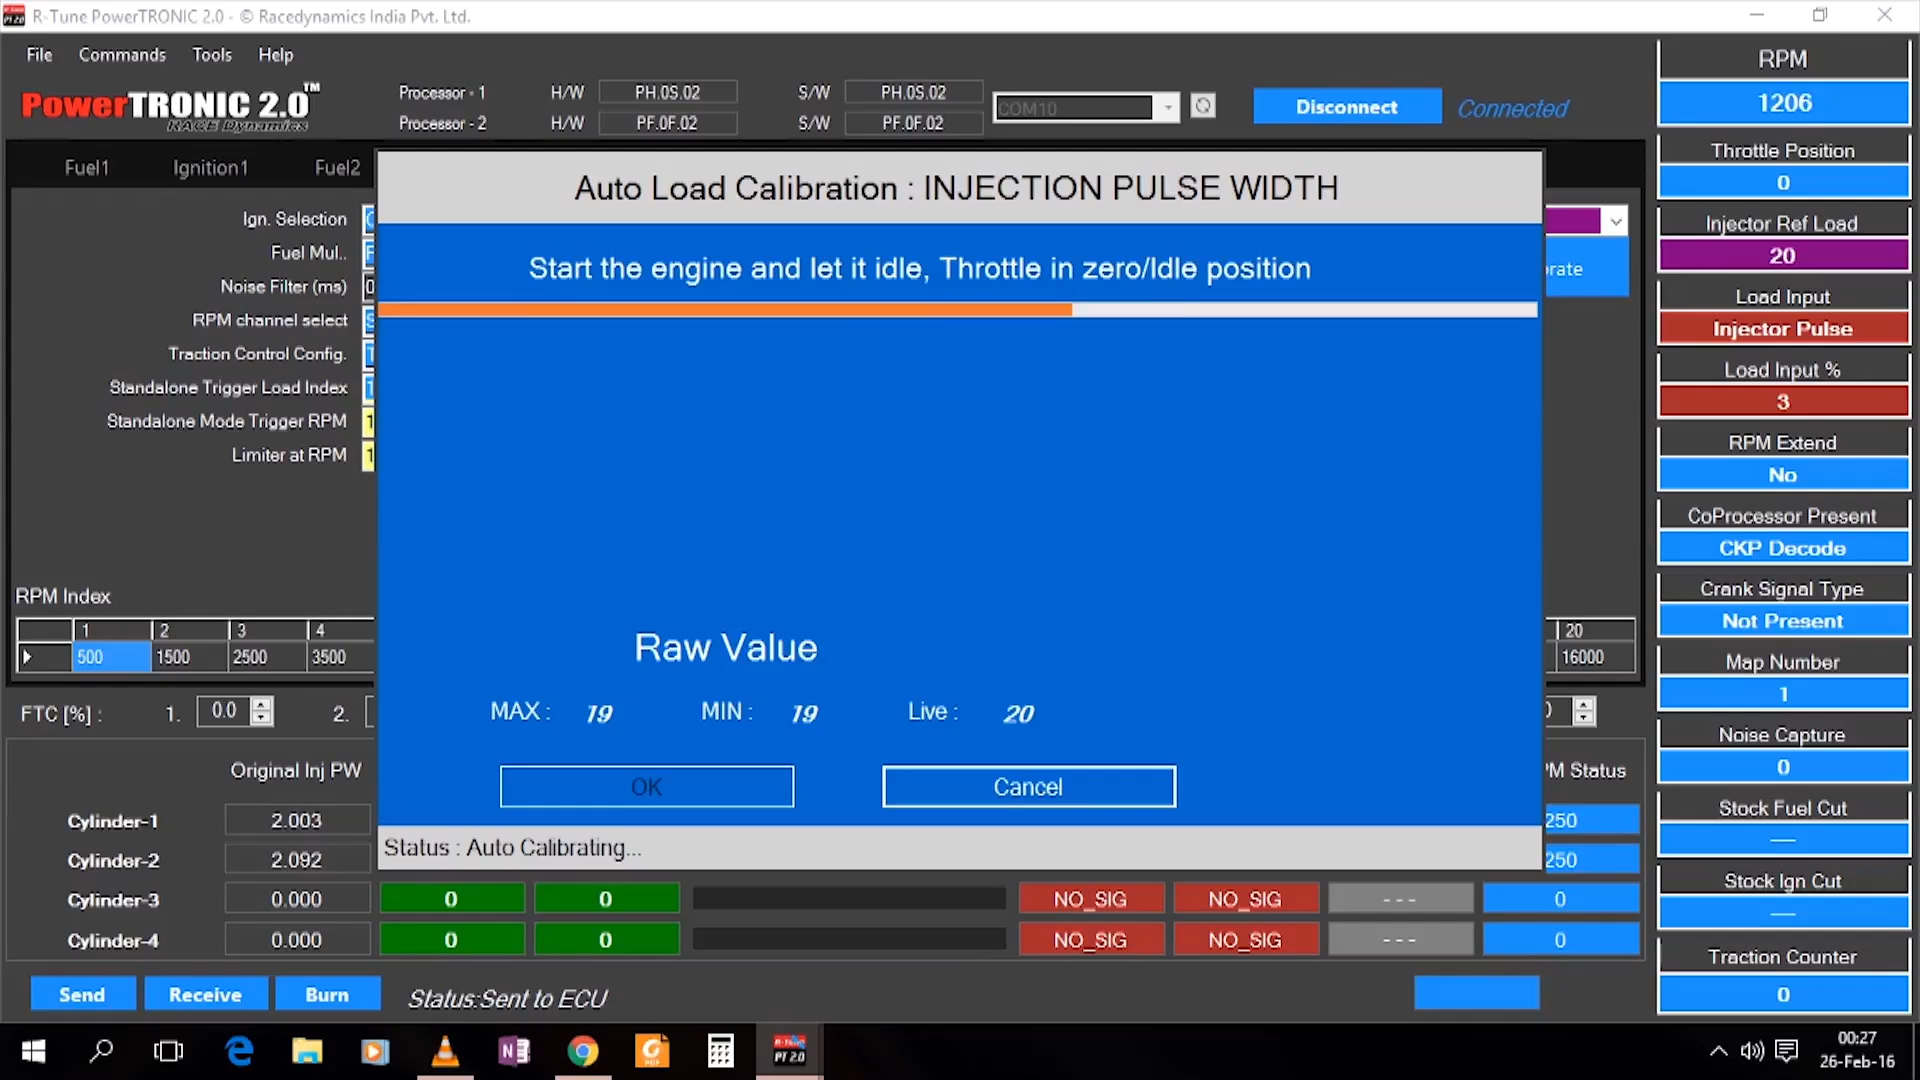 R-Tune PowerTRONIC 2.0 - © Racedynamics India Pvt. Ltd.
File Commands Tools Help
PowerTRONIC 2.0™
RACE Dynamics
Processor - 1 H/W PH.0S.02 S/W PH.0S.02
Processor - 2 H/W PF.0F.02 S/W PF.0F.02
COM10
Disconnect
Connected
Fuel1 Ignition1 Fuel2
Auto Load Calibration : INJECTION PULSE WIDTH
Start the engine and let it idle, Throttle in zero/Idle position
Ign. Selection
Fuel Mul..
Noise Filter (ms)
RPM channel select
Traction Control Config.
Standalone Trigger Load Index
Standalone Mode Trigger RPM
Limiter at RPM
rate
Raw Value
MAX : 19 MIN : 19 Live : 20
OK Cancel
Status : Auto Calibrating...
RPM Index
1 2 3 4 20
500 1500 2500 3500 16000
FTC [%] : 1. 0.0 2.
Original Inj PW
PM Status
Cylinder-1 2.003 250
Cylinder-2 2.092 250
Cylinder-3 0.000 0 0 NO_SIG NO_SIG --- 0
Cylinder-4 0.000 0 0 NO_SIG NO_SIG --- 0
Send Receive Burn Status:Sent to ECU
RPM
1206
Throttle Position
0
Injector Ref Load
20
Load Input
Injector Pulse
Load Input %
3
RPM Extend
No
CoProcessor Present
CKP Decode
Crank Signal Type
Not Present
Map Number
1
Noise Capture
0
Stock Fuel Cut
—
Stock Ign Cut
—
Traction Counter
0
R-Tune
PT 2.0
00:27
26-Feb-16